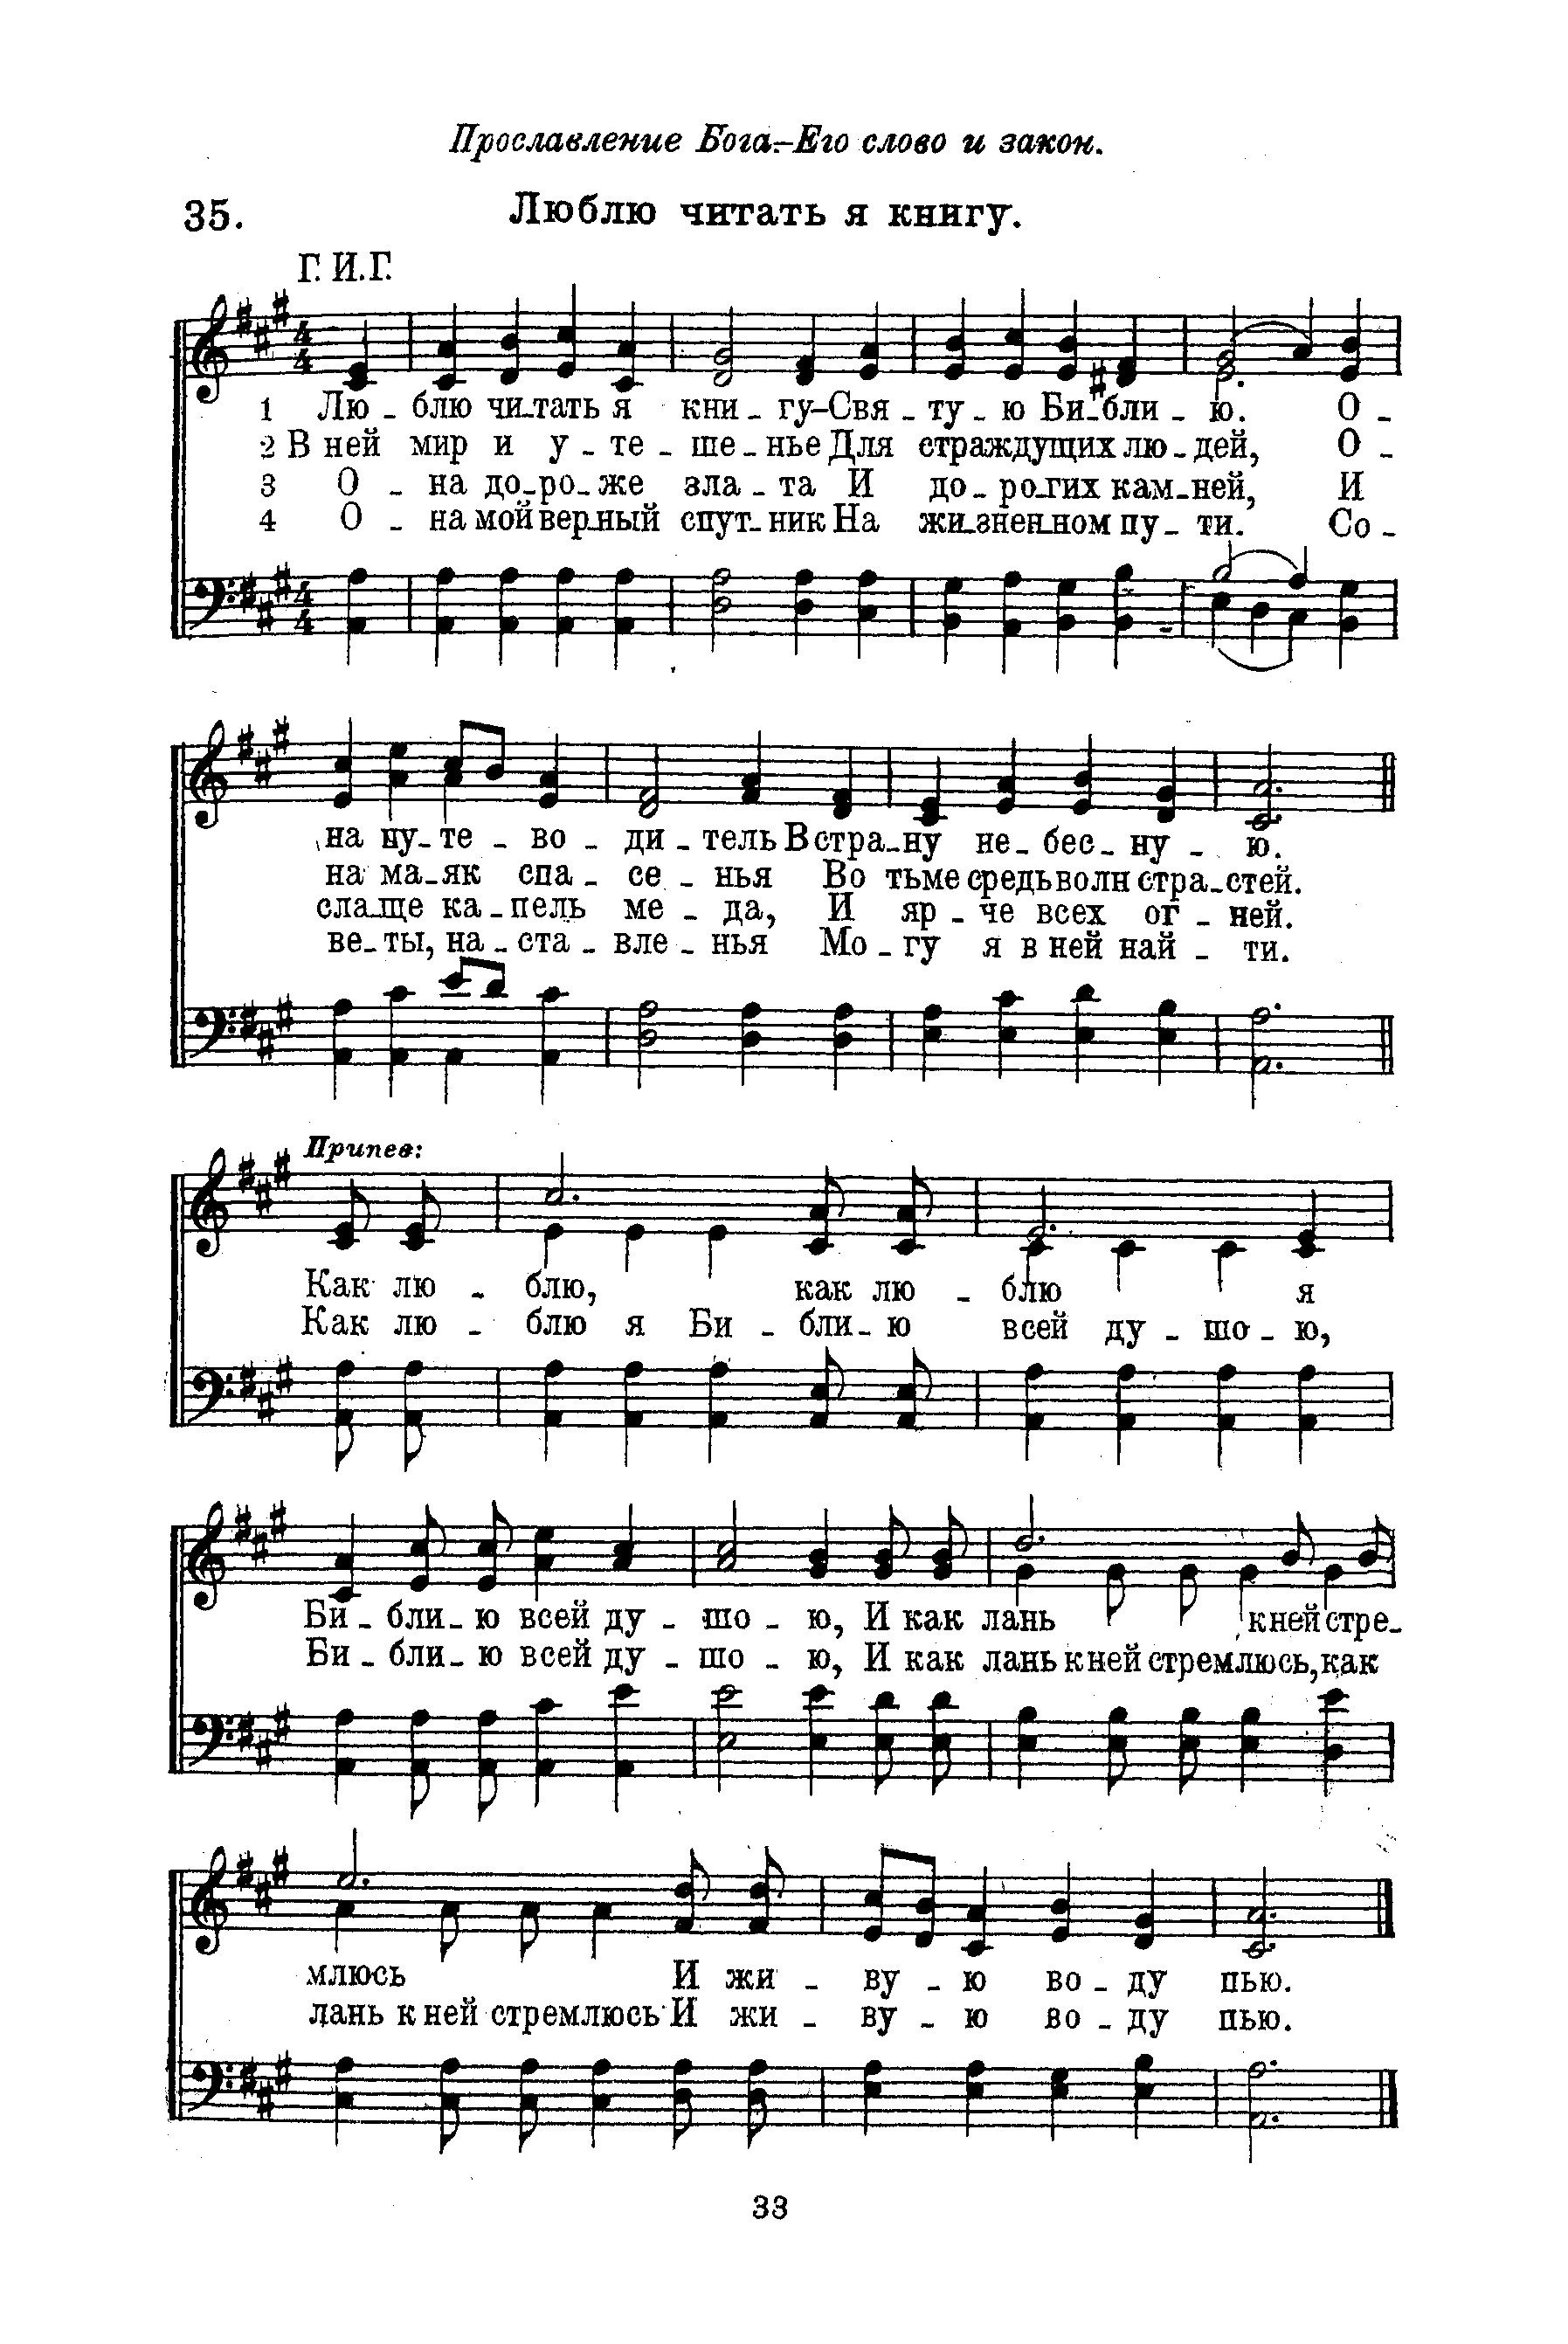 Прославление Бога.–Его слово и закон.
35. Люблю читать я книгу.
Г. И. Г.
1 Лю - блю чи-тать я кни - гу–Свя - ту - ю Би-бли - ю. О -
2 В ней мир и у - те - ше - нье Для страждущих лю - дей, О -
3 О - на до-ро-же зла - та И до-ро-гих кам-ней, И
4 О - на мой вер-ный спут-ник На жи-знен-ном пу - ти. Со -
на пу-те - во - ди - тель В стра-ну не - бес - ну - ю.
на ма-як спа - се - нья Во тьме средь волн стра-стей.
сла-ще ка - пель ме - да, И яр - че всех ог - ней.
ве-ты, на - ста - вле - нья Мо - гу я в ней най - ти.
Припев:
Как лю - блю, как лю - блю я
Как лю - блю я Би - бли - ю всей ду - шо - ю,
Би - бли - ю всей ду - шо - ю, И как лань к ней стре-
Би - бли - ю всей ду - шо - ю, И как лань к ней стремлюсь, как
млюсь И жи - ву - ю во - ду пью.
лань к ней стремлюсь И жи - ву - ю во - ду пью.
33